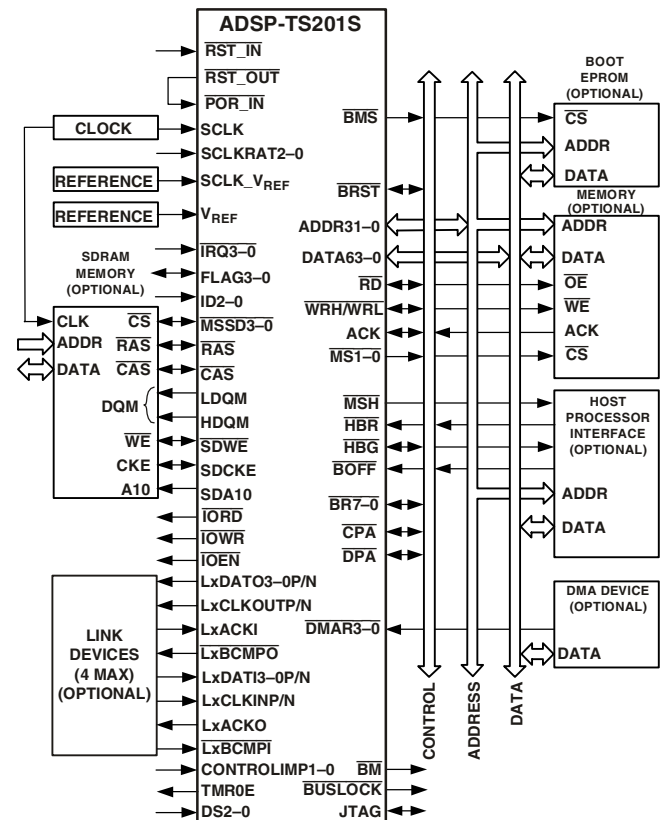 ADSP-TS201S
RST_IN
RST_OUT
POR_IN
CLOCK
SCLK
SCLKRAT2–0
REFERENCE
SCLK_VREF
REFERENCE
VREF
IRQ3–0
SDRAM
MEMORY
(OPTIONAL)
FLAG3–0
ID2–0
CLK
CS
MSSD3–0
ADDR
RAS
RAS
DATA
CAS
CAS
DQM
LDQM
HDQM
WE
SDWE
CKE
SDCKE
A10
SDA10
IORD
IOWR
IOEN
LINK
DEVICES
(4 MAX)
(OPTIONAL)
LxDATO3–0P/N
LxCLKOUTP/N
LxACKI
LxBCMPO
LxDATI3–0P/N
LxCLKINP/N
LxACKO
LxBCMPI
CONTROLIMP1–0
TMR0E
DS2–0
BMS
BRST
ADDR31–0
DATA63–0
RD
WRH/WRL
ACK
MS1–0
MSH
HBR
HBG
BOFF
BR7–0
CPA
DPA
DMAR3–0
BM
BUSLOCK
JTAG
CONTROL
ADDRESS
DATA
BOOT
EPROM
(OPTIONAL)
CS
ADDR
DATA
MEMORY
(OPTIONAL)
ADDR
DATA
OE
WE
ACK
CS
HOST
PROCESSOR
INTERFACE
(OPTIONAL)
ADDR
DATA
DMA DEVICE
(OPTIONAL)
DATA